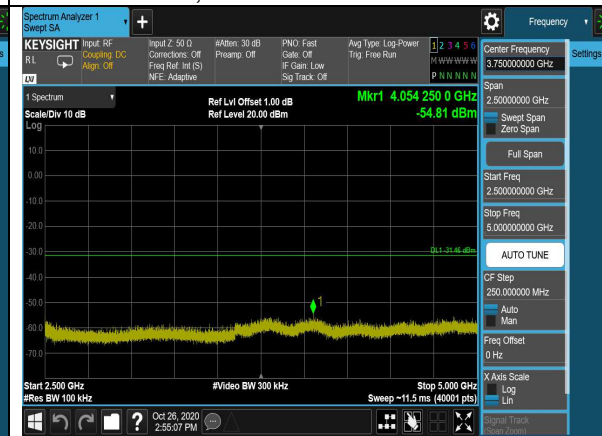 Spectrum Analyzer 1
Swept SA
Frequency
KEYSIGHT
RL
LXI
Input: RF
Coupling: DC
Align: Off
Input Z: 50 Ω
Corrections: Off
Freq Ref: Int (S)
NFE: Adaptive
#Atten: 30 dB
Preamp: Off
PNO: Fast
Gate: Off
IF Gain: Low
Sig Track: Off
Avg Type: Log-Power
Trig: Free Run
1 2 3 4 5 6
M W W W W W
P N N N N N
Center Frequency
3.750000000 GHz
Settings
1 Spectrum
Scale/Div 10 dB
Log
Ref Lvl Offset 1.00 dB
Ref Level 20.00 dBm
Mkr1 4.054 250 0 GHz
-54.81 dBm
Span
2.50000000 GHz
Swept Span
Zero Span
Full Span
Start Freq
2.500000000 GHz
Stop Freq
5.000000000 GHz
AUTO TUNE
CF Step
250.000000 MHz
Auto
Man
Freq Offset
0 Hz
X Axis Scale
Log
Lin
Signal Track
(Span Zoom)
10.0
0.00
-10.0
-20.0
-30.0
DL1 -31.46 dBm
-40.0
-50.0
1
-60.0
-70.0
Start 2.500 GHz
#Video BW 300 kHz
Stop 5.000 GHz
#Res BW 100 kHz
Sweep ~11.5 ms (40001 pts)
?
Oct 26, 2020
2:55:07 PM